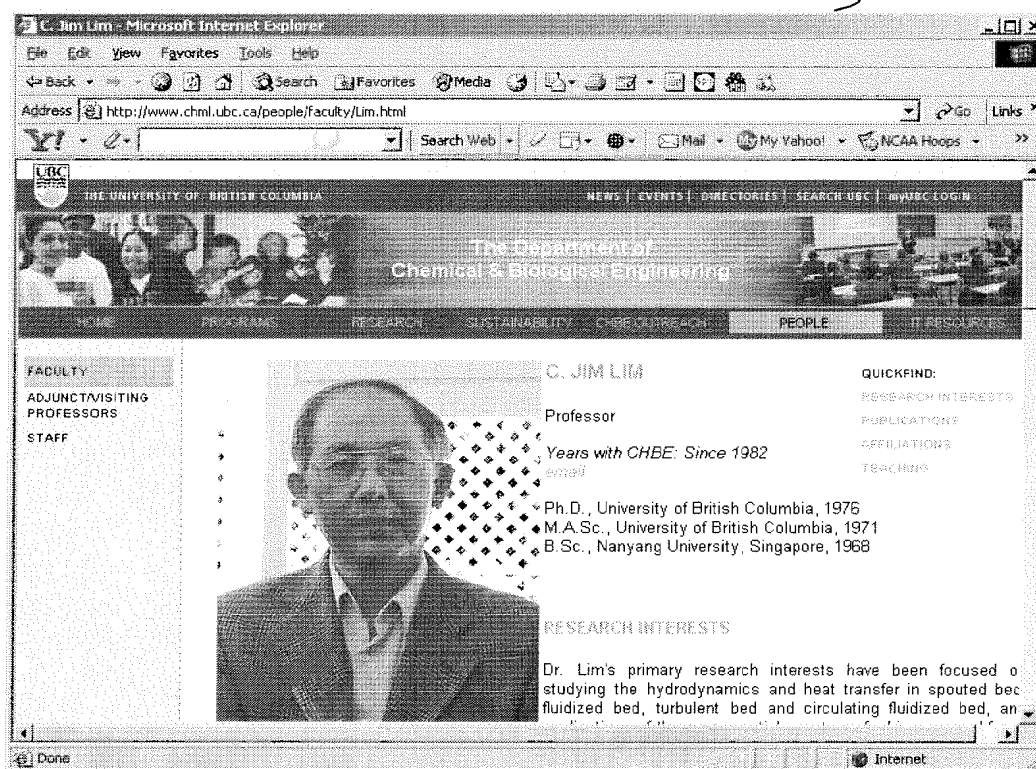 C. Jim Lim - Microsoft Internet Explorer
File Edit View Favorites Tools Help
Back Search Favorites Media
Address http://www.chml.ubc.ca/people/faculty/Lim.html Go Links »
Y! Search Web Mail My Yahoo! NCAA Hoops »
UBC
THE UNIVERSITY OF BRITISH COLUMBIA NEWS | EVENTS | DIRECTORIES | SEARCH UBC | myUBC LOGIN
The Department of
Chemical & Biological Engineering
HOME PROGRAMS RESEARCH SUSTAINABILITY CHBE OUTREACH PEOPLE IT RESOURCES
FACULTY
ADJUNCT/VISITING
PROFESSORS
STAFF
C. JIM LIM
Professor
Years with CHBE: Since 1982
email
Ph.D., University of British Columbia, 1976
M.A.Sc., University of British Columbia, 1971
B.Sc., Nanyang University, Singapore, 1968
QUICKFIND:
RESEARCH INTERESTS
PUBLICATIONS
AFFILIATIONS
TEACHING
RESEARCH INTERESTS
Dr. Lim's primary research interests have been focused o
studying the hydrodynamics and heat transfer in spouted bed
fluidized bed, turbulent bed and circulating fluidized bed, an
Done Internet